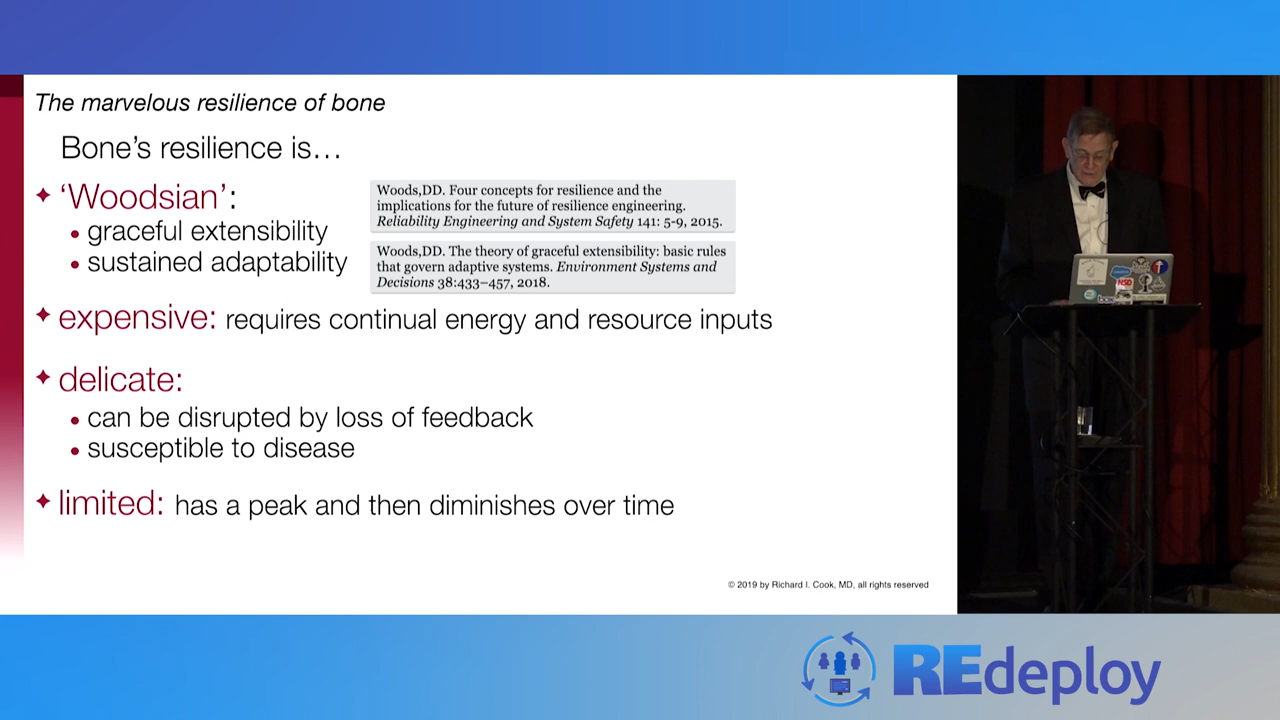 The marvelous resilience of bone
Bone's resilience is…
✦ ‘Woodsian’:
• graceful extensibility
• sustained adaptability
Woods,DD. Four concepts for resilience and the
implications for the future of resilience engineering.
Reliability Engineering and System Safety 141: 5-9, 2015.
Woods,DD. The theory of graceful extensibility: basic rules
that govern adaptive systems. Environment Systems and
Decisions 38:433–457, 2018.
✦ expensive: requires continual energy and resource inputs
✦ delicate:
• can be disrupted by loss of feedback
• susceptible to disease
✦ limited: has a peak and then diminishes over time
© 2019 by Richard I. Cook, MD, all rights reserved
NSD
REdeploy